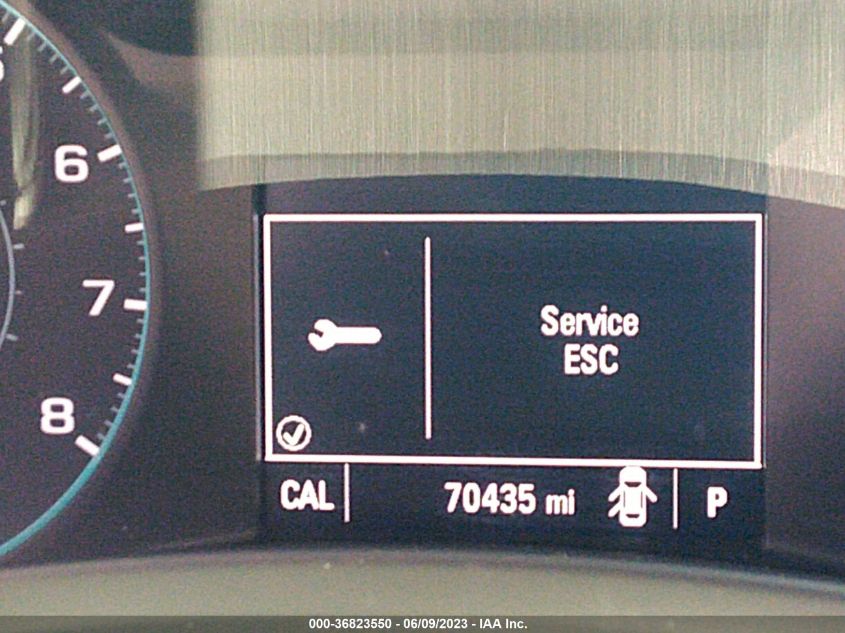 6
7
8
Service
ESC
CAL 70435 mi P
000-36823550 - 06/09/2023 - IAA Inc.